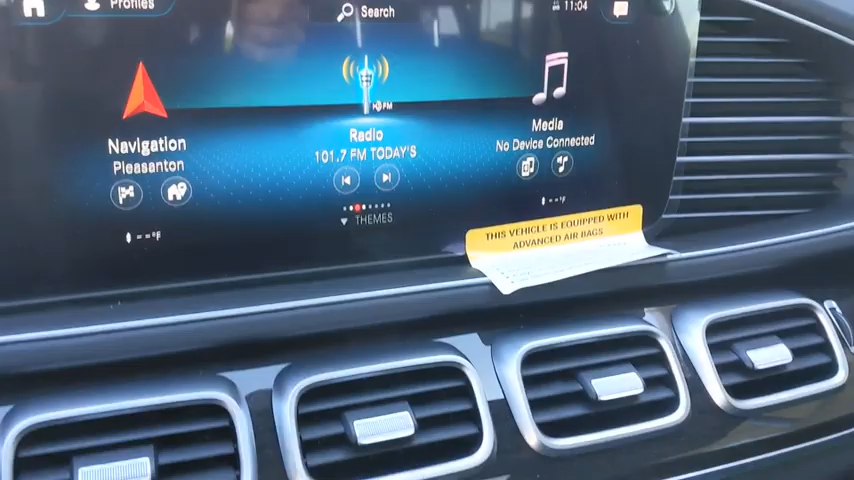 Profiles
Search
11:04
HD FM
Navigation
Pleasanton
Radio
101.7 FM TODAY'S
Media
No Device Connected
THEMES
THIS VEHICLE IS EQUIPPED WITH
ADVANCED AIR BAGS